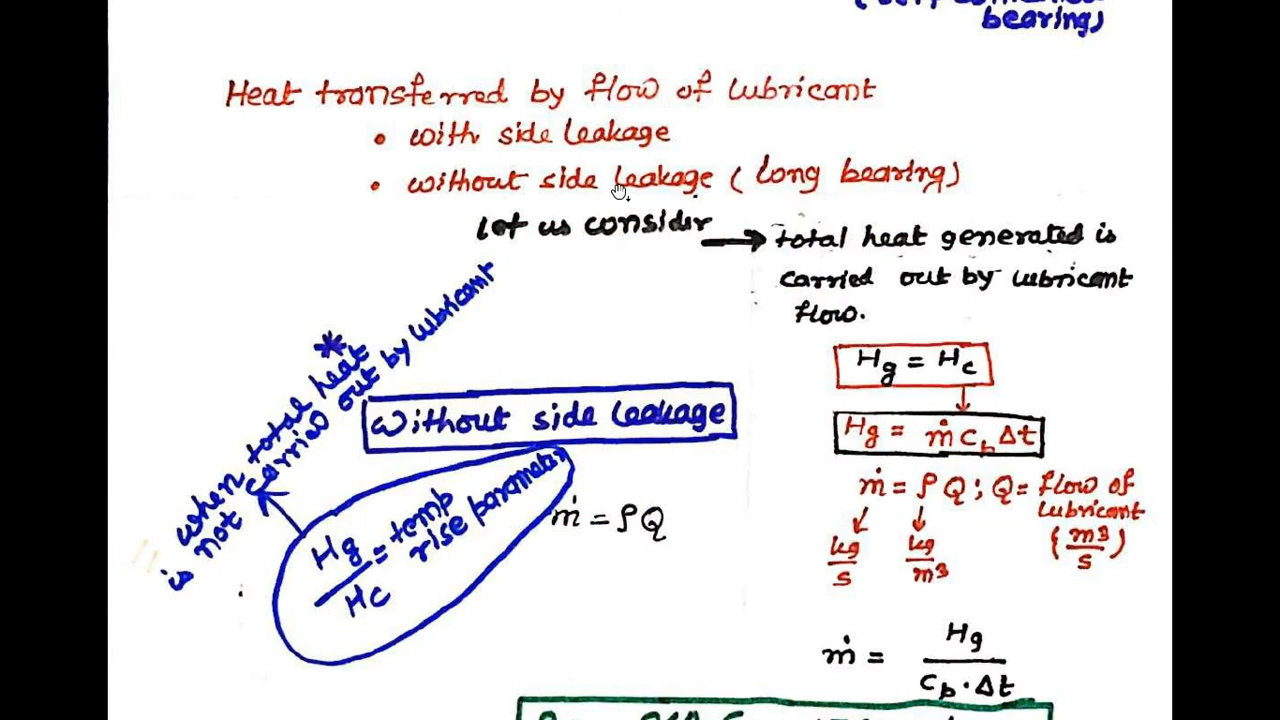 bearing)
Heat transferred by flow of lubricant
• with side leakage
• without side leakage ( long bearing)
let us consider → total heat generated is
carried out by lubricant
flow.
Hg = Hc
Hg = ṁ Cp Δt
ṁ = ρ Q ; Q = flow of
lubricant
(m3/s)
kg/s
kg/m3
ṁ = Hg / Cp · Δt
*
when total heat
is not carried out by lubricant
without side leakage
Hg/Hc = temp
rise parameter
ṁ = ρQ